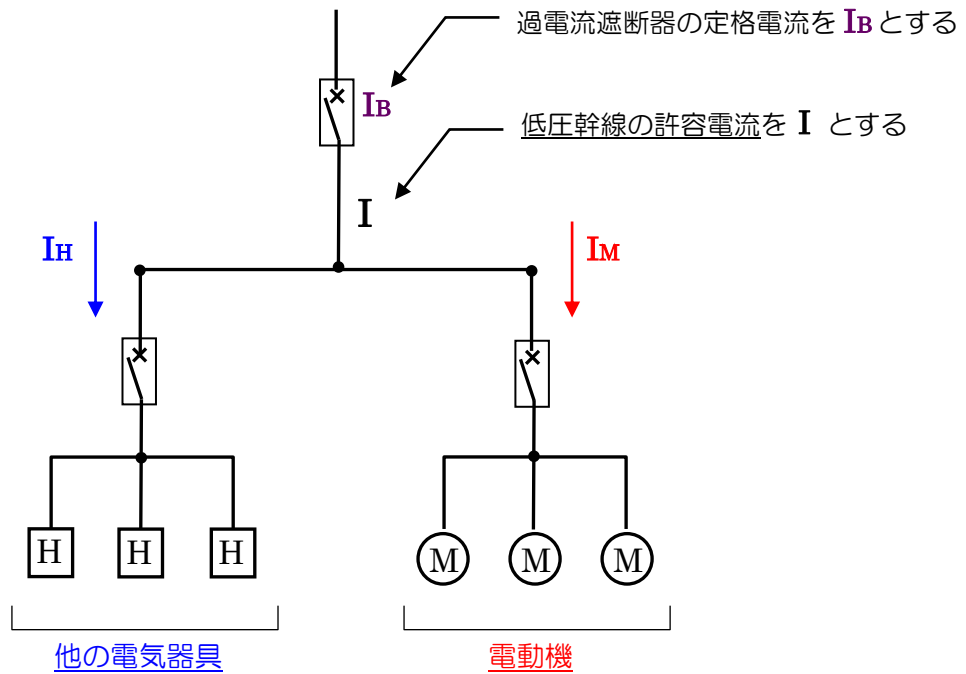 過電流遮断器の定格電流を IB とする
IB
低圧幹線の許容電流を I とする
I
IH
IM
H H H
M M M
他の電気器具
電動機